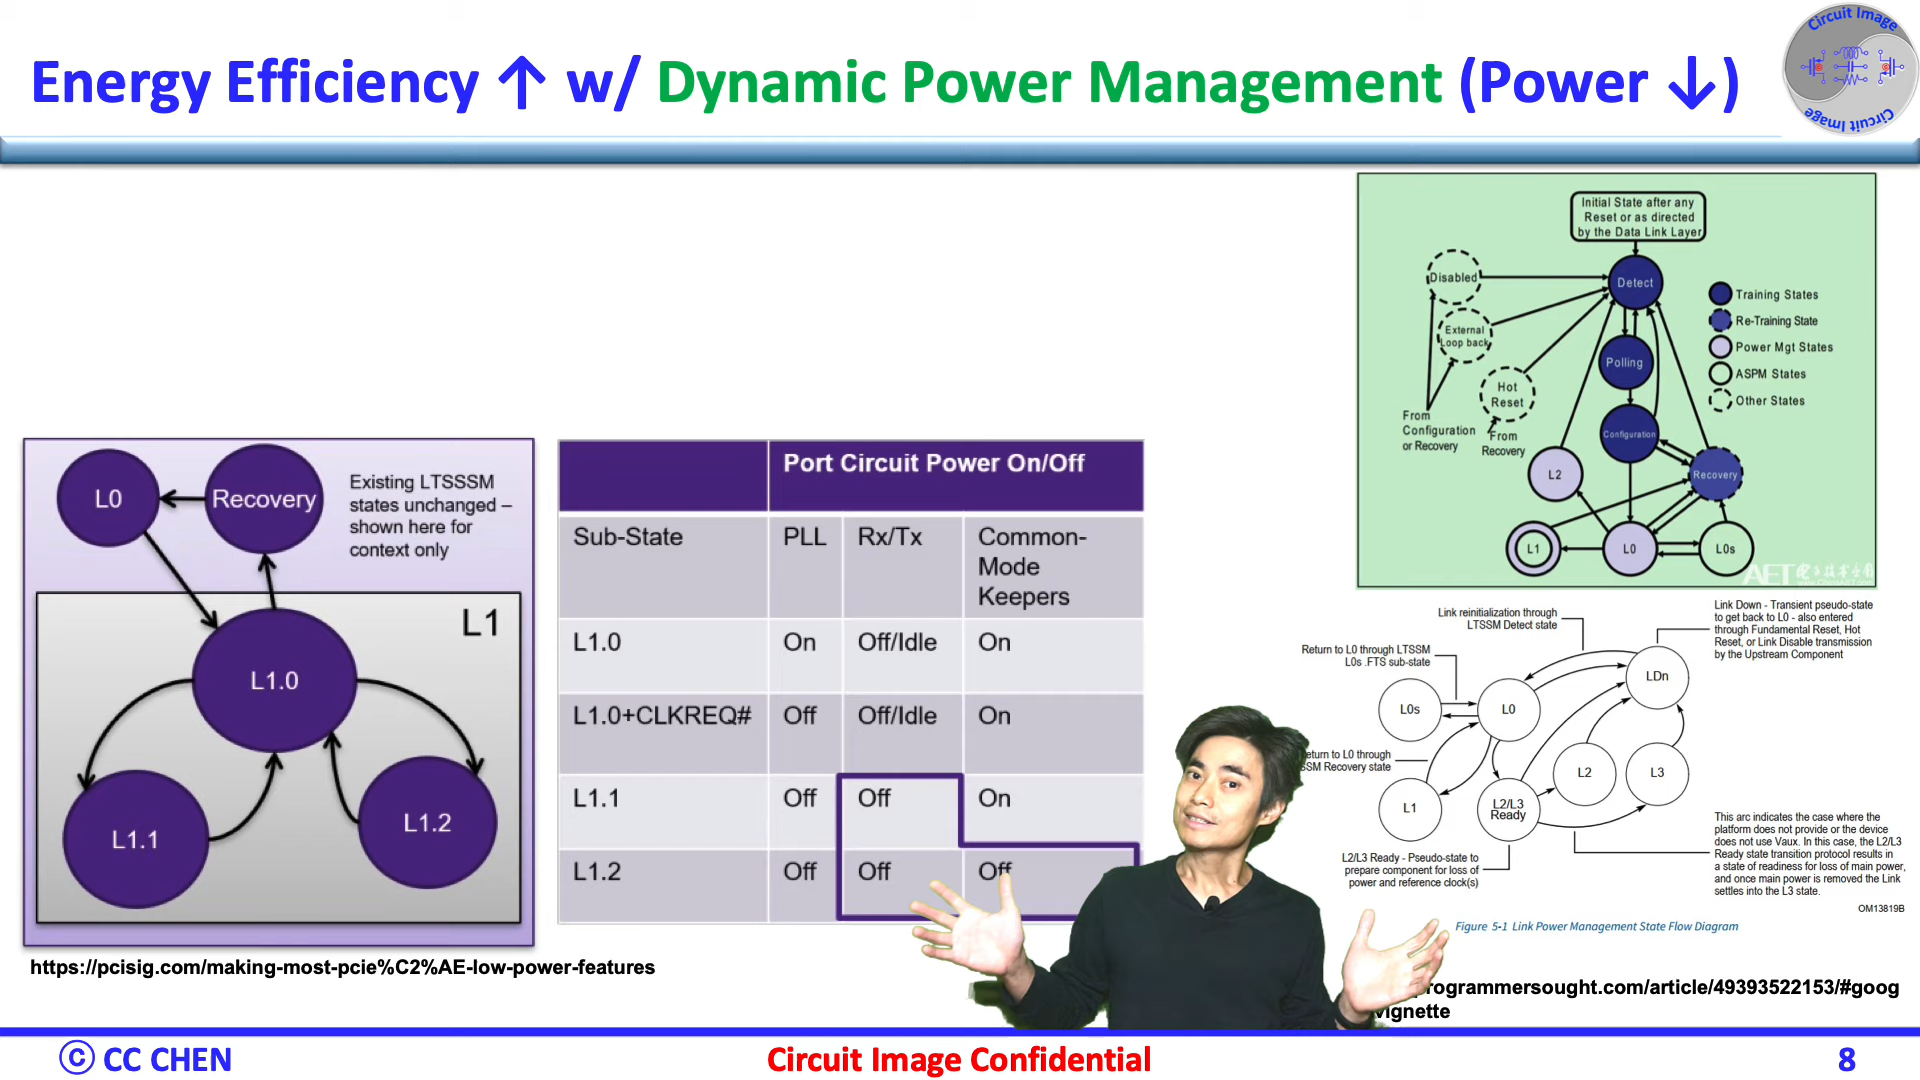 Energy Efficiency ↑ w/ Dynamic Power Management (Power ↓)
Circuit Image
Circuit Image
Initial State after any
Reset or as directed
by the Data Link Layer
Disabled
Detect
External
Loop back
Polling
Hot
Reset
Configuration
From
Configuration
or Recovery
From
Recovery
L2
Recovery
L1
L0
L0s
Training States
Re-Training State
Power Mgt States
ASPM States
Other States
AET
L0
Recovery
Existing LTSSSM
states unchanged –
shown here for
context only
L1
L1.0
L1.1
L1.2
https://pcisig.com/making-most-pcie%C2%AE-low-power-features
Port Circuit Power On/Off
Sub-State PLL Rx/Tx Common-
Mode
Keepers
L1.0 On Off/Idle On
L1.0+CLKREQ# Off Off/Idle On
L1.1 Off Off On
L1.2 Off Off Off
Link reinitialization through
LTSSM Detect state
Link Down - Transient pseudo-state
to get back to L0 - also entered
through Fundamental Reset, Hot
Reset, or Link Disable transmission
by the Upstream Component
Return to L0 through LTSSM
L0s .FTS sub-state
LDn
L0s
L0
eturn to L0 through
SM Recovery state
L2
L3
L1
L2/L3
Ready
L2/L3 Ready - Pseudo-state to
prepare component for loss of
power and reference clock(s)
This arc indicates the case where the
platform does not provide or the device
does not use Vaux. In this case, the L2/L3
Ready state transition protocol results in
a state of readiness for loss of main power,
and once main power is removed the Link
settles into the L3 state.
OM13819B
Figure 5-1 Link Power Management State Flow Diagram
rogrammersought.com/article/49393522153/#goog
vignette
© CC CHEN
Circuit Image Confidential
8